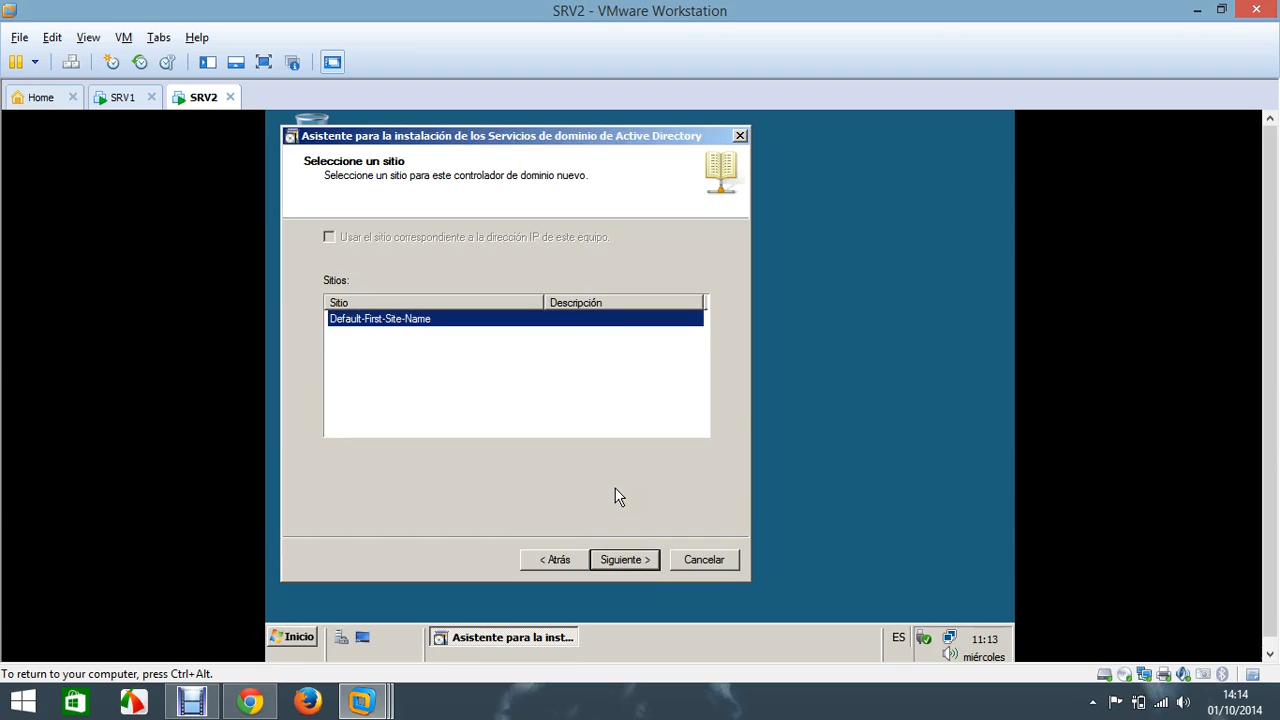 SRV2 - VMware Workstation
File Edit View VM Tabs Help
Home SRV1 SRV2
Asistente para la instalación de los Servicios de dominio de Active Directory
Seleccione un sitio
Seleccione un sitio para este controlador de dominio nuevo.
Usar el sitio correspondiente a la dirección IP de este equipo.
Sitios:
Sitio Descripción
Default-First-Site-Name
< Atrás Siguiente > Cancelar
Inicio Asistente para la inst... ES 11:13
miércoles
To return to your computer, press Ctrl+Alt.
14:14
01/10/2014